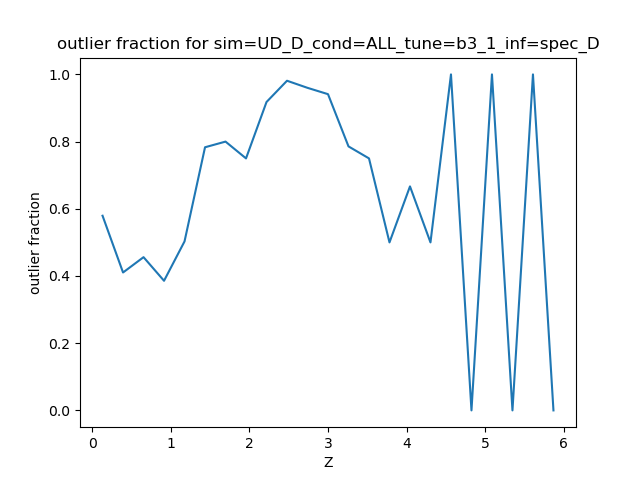 outlier fraction for sim=UD_D_cond=ALL_tune=b3_1_inf=spec_D
1.0
0.8
0.6
0.4
0.2
0.0
outlier fraction
0 1 2 3 4 5 6
Z